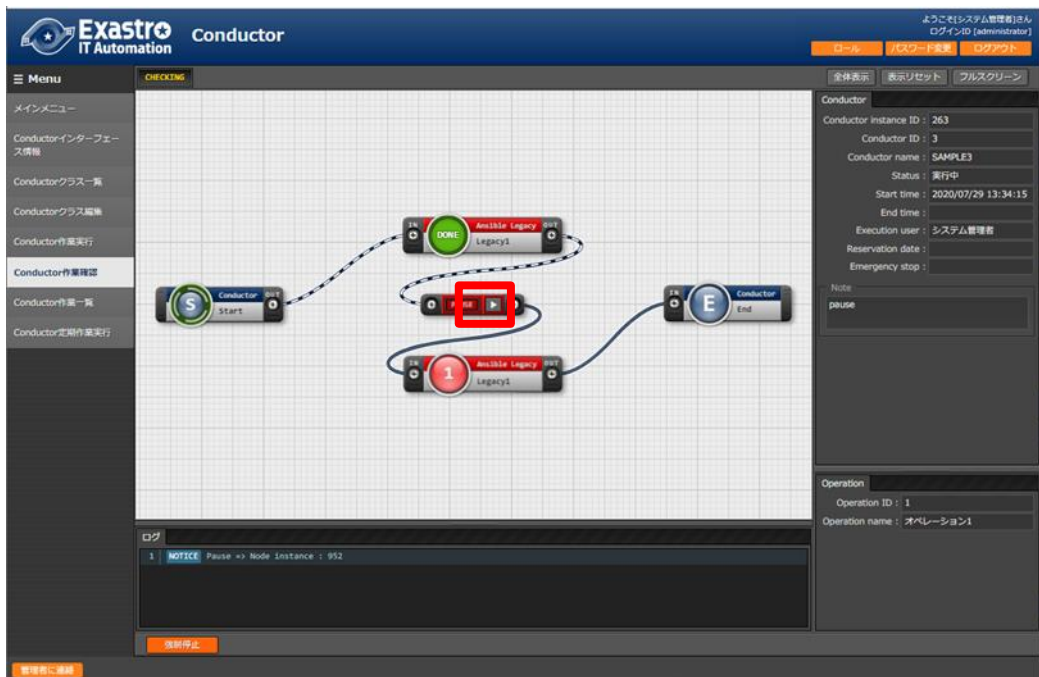 Exastro
IT Automation
Conductor
ようこそ[システム管理者]さん
ログインID [administrator]
ロール
パスワード変更
ログアウト
Menu
メインメニュー
Conductorインターフェー
ス情報
Conductorクラス一覧
Conductorクラス編集
Conductor作業実行
Conductor作業確認
Conductor作業一覧
Conductor定期作業実行
CHECKING
全体表示
表示リセット
フルスクリーン
IN
DONE
Ansible Legacy
Legacy1
OUT
S
Conductor
Start
OUT
PAUSE
IN
E
Conductor
End
IN
1
Ansible Legacy
Legacy1
OUT
Conductor
Conductor instance ID : 263
Conductor ID : 3
Conductor name : SAMPLE3
Status : 実行中
Start time : 2020/07/29 13:34:15
End time :
Execution user : システム管理者
Reservation date :
Emergency stop :
Note
pause
Operation
Operation ID : 1
Operation name : オペレーション1
ログ
1 NOTICE Pause => Node instance : 952
強制停止
管理者に連絡